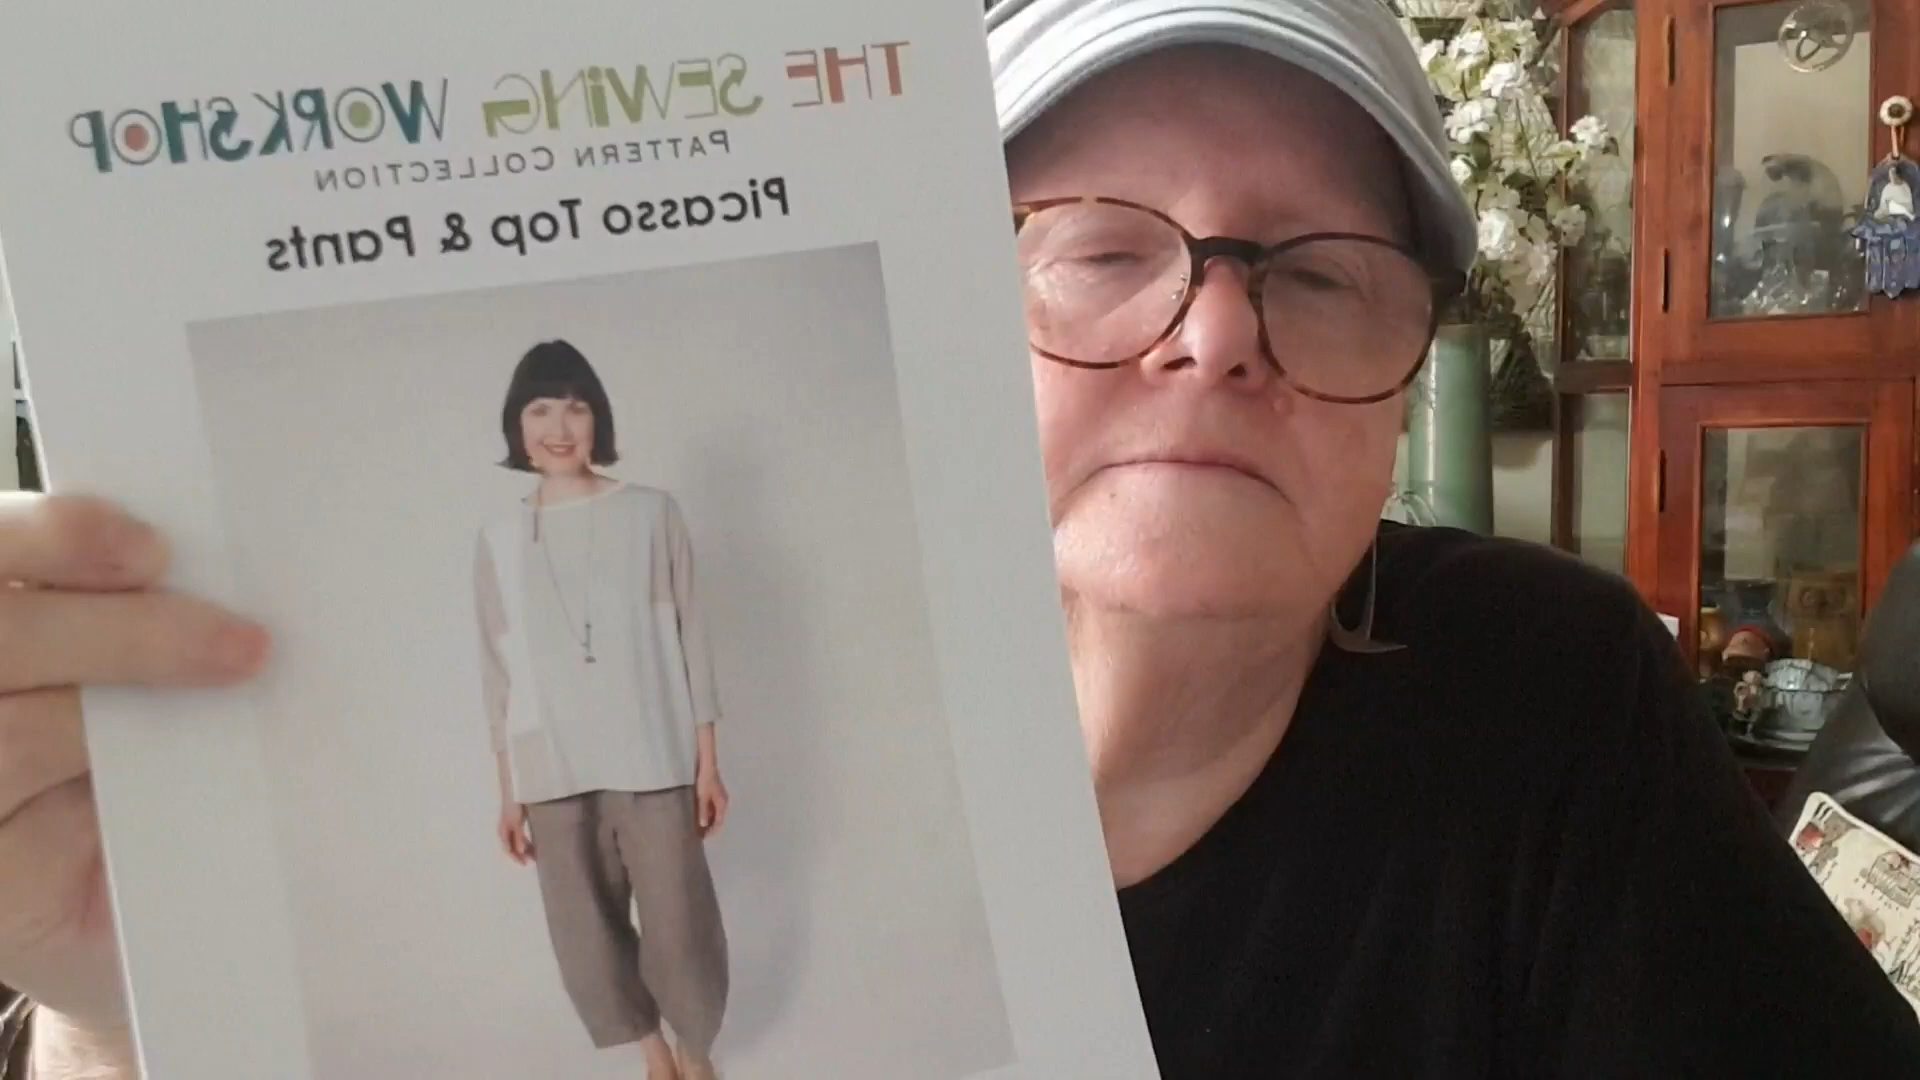 THE SEWING WORKSHOP
PATTERN COLLECTION
Picasso Top & Pants